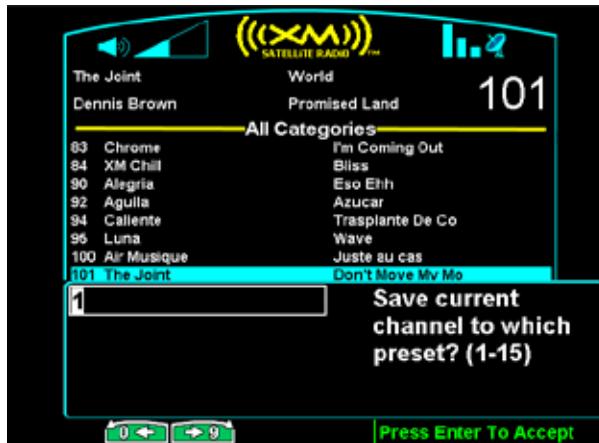 ((XM))
SATELLITE RADIO™
The Joint World 101
Dennis Brown Promised Land
All Categories
83 Chrome I'm Coming Out
84 XM Chill Bliss
90 Alegria Eso Ehh
92 Aguila Azucar
94 Caliente Trasplante De Co
95 Luna Wave
100 Air Musique Juste au cas
101 The Joint Don't Move My Mo
1
Save current
channel to which
preset? (1-15)
0 ← → 9
Press Enter To Accept